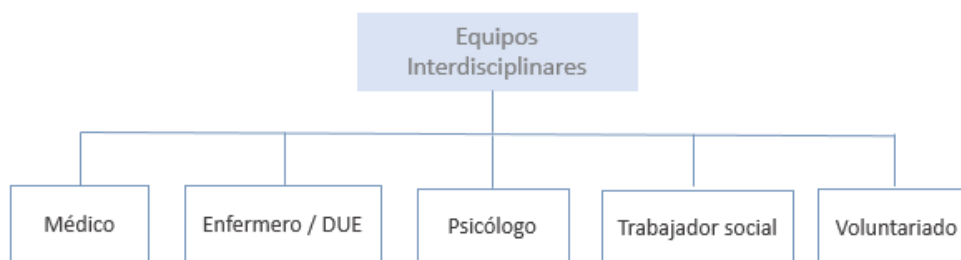 Equipos
Interdisciplinares
Médico
Enfermero / DUE
Psicólogo
Trabajador social
Voluntariado